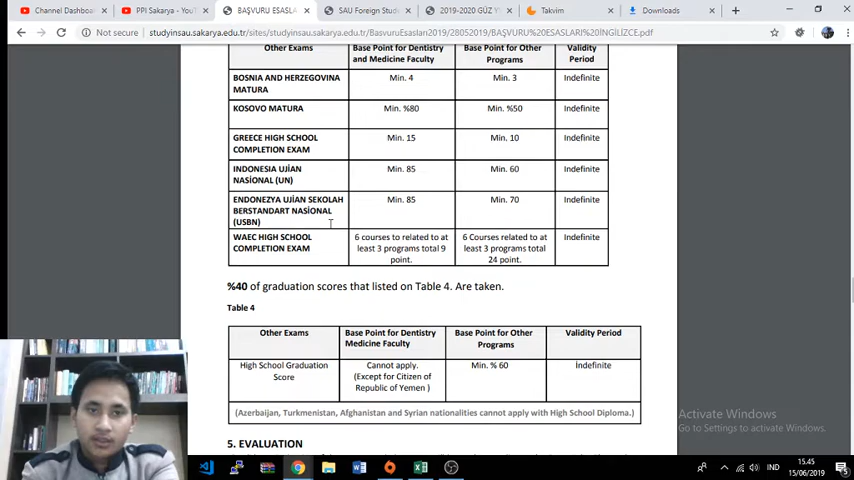 Channel Dashboa
PPI Sakarya - YouT
BAŞVURU ESASLA
SAU Foreign Stude
2019-2020 GÜZ Y
Takvim
Downloads
Not secure | studyinsau.sakarya.edu.tr/sites/studyinsau.sakarya.edu.tr/BasvuruEsaslari2019/28052019/BAŞVURU%20ESASLARI%20İNGİLİZCE.pdf
Other Exams
Base Point for Dentistry
and Medicine Faculty
Base Point for Other
Programs
Validity
Period
BOSNIA AND HERZEGOVINA
MATURA
Min. 4
Min. 3
Indefinite
KOSOVO MATURA
Min. %80
Min. %50
Indefinite
GREECE HIGH SCHOOL
COMPLETION EXAM
Min. 15
Min. 10
Indefinite
INDONESIA UJİAN
NASİONAL (UN)
Min. 85
Min. 60
Indefinite
ENDONEZYA UJİAN SEKOLAH
BERSTANDART NASİONAL
(USBN)
Min. 85
Min. 70
Indefinite
WAEC HIGH SCHOOL
COMPLETION EXAM
6 courses to related to at
least 3 programs total 9
point.
6 Courses related to at
least 3 programs total
24 point.
Indefinite
%40 of graduation scores that listed on Table 4. Are taken.
Table 4
Other Exams
Base Point for Dentistry
Medicine Faculty
Base Point for Other
Programs
Validity Period
High School Graduation
Score
Cannot apply.
(Except for Citizen of
Republic of Yemen )
Min. % 60
İndefinite
(Azerbaijan, Turkmenistan, Afghanistan and Syrian nationalities cannot apply with High School Diploma.)
5. EVALUATION
Activate Windows
Go to Settings to activate Windows.
IND
15.45
15/06/2019